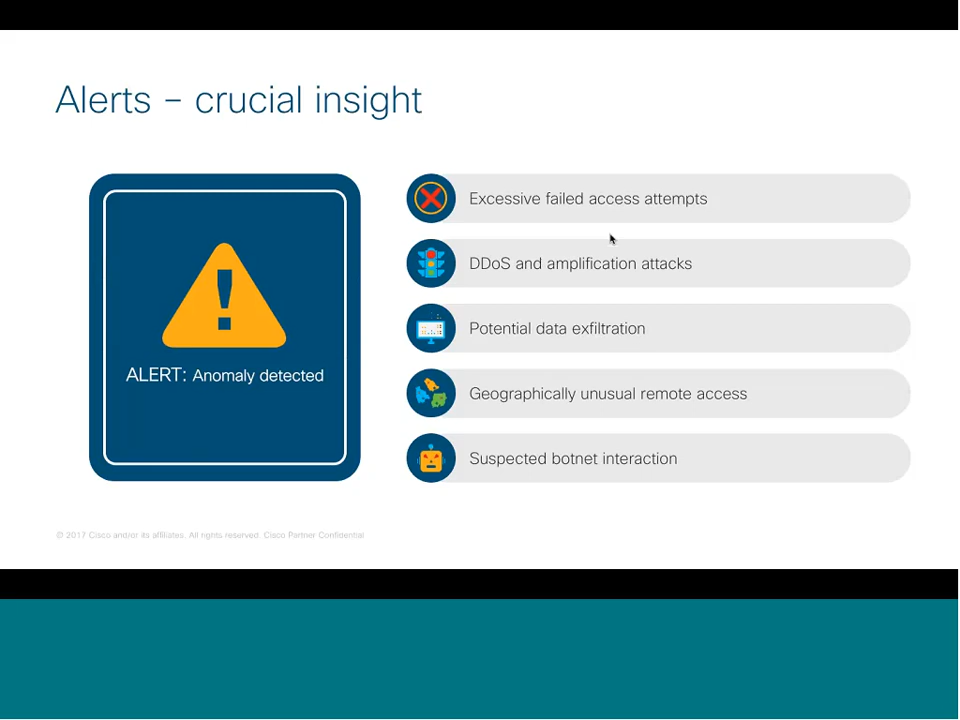 Alerts – crucial insight
ALERT: Anomaly detected
Excessive failed access attempts
DDoS and amplification attacks
Potential data exfiltration
Geographically unusual remote access
Suspected botnet interaction
© 2017 Cisco and/or its affiliates. All rights reserved. Cisco Partner Confidential